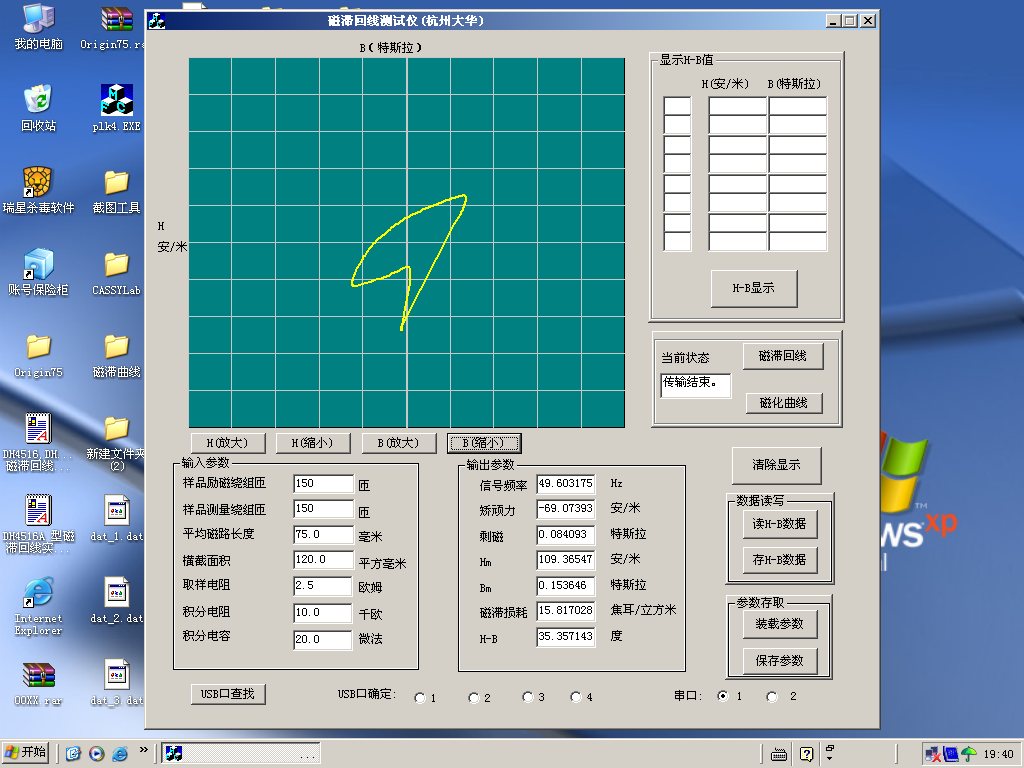 磁滞回线测试仪(杭州大华)
B(特斯拉)
H
安/米
显示H-B值
H(安/米)
B(特斯拉)
H-B显示
当前状态
磁滞回线
传输结束。
磁化曲线
H(放大)
H(缩小)
B(放大)
B(缩小)
输入参数
样品励磁绕组匝
150
匝
样品测量绕组匝
150
匝
平均磁路长度
75.0
毫米
横截面积
120.0
平方毫米
取样电阻
2.5
欧姆
积分电阻
10.0
千欧
积分电容
20.0
微法
输出参数
信号频率
49.603175
Hz
矫顽力
-69.07393
安/米
剩磁
0.084093
特斯拉
Hm
109.36547
安/米
Bm
0.153646
特斯拉
磁滞损耗
15.817028
焦耳/立方米
H-B
35.357143
度
清除显示
数据读写
读H-B数据
存H-B数据
参数存取
装载参数
保存参数
USB口查找
USB口确定:
1
2
3
4
串口:
1
2
我的电脑
Origin75.ra
回收站
plk4.EXE
瑞星杀毒软件
截图工具
账号保险柜
CASSYLab
Origin75
磁滞曲线
DH4516_DH...
磁滞回线...
新建文件夹
(2)
DH4516A_型磁
滞回线实...
dat_1.dat
Internet
Explorer
dat_2.dat
OOXX.rar
dat_3.dat
ws xp
TM
开始
»
...
19:40